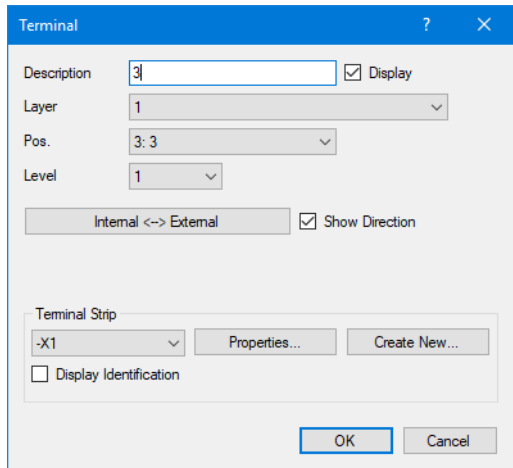 Terminal ?
Description 3 Display
Layer 1
Pos. 3: 3
Level 1
Internal <--> External Show Direction
Terminal Strip
-X1 Properties... Create New...
Display Identification
OK Cancel